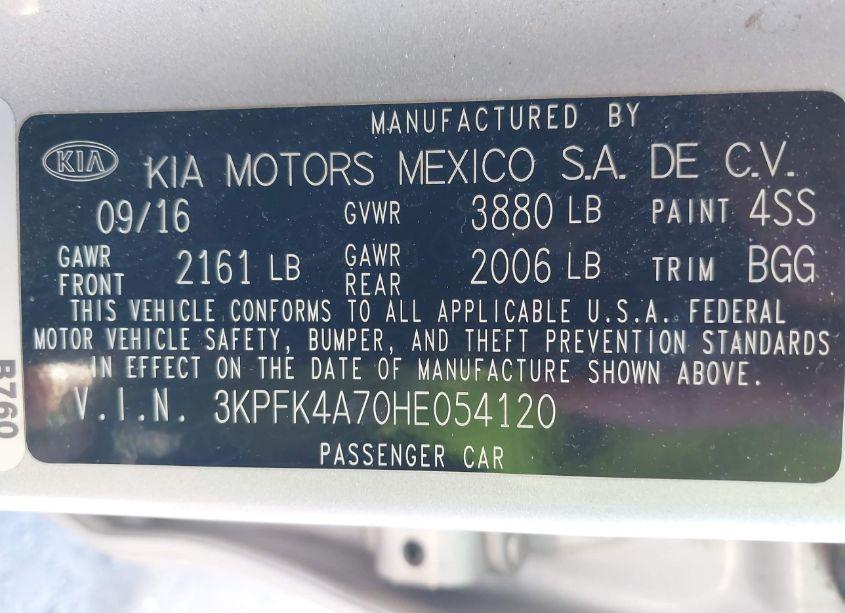 MANUFACTURED BY
KIA KIA MOTORS MEXICO S.A. DE C.V.
09/16 GVWR 3880 LB PAINT 4SS
GAWR FRONT 2161 LB GAWR REAR 2006 LB TRIM BGG
THIS VEHICLE CONFORMS TO ALL APPLICABLE U.S.A. FEDERAL
MOTOR VEHICLE SAFETY, BUMPER, AND THEFT PREVENTION STANDARDS
IN EFFECT ON THE DATE OF MANUFACTURE SHOWN ABOVE.
V.I.N. 3KPFK4A70HE054120
PASSENGER CAR
B760